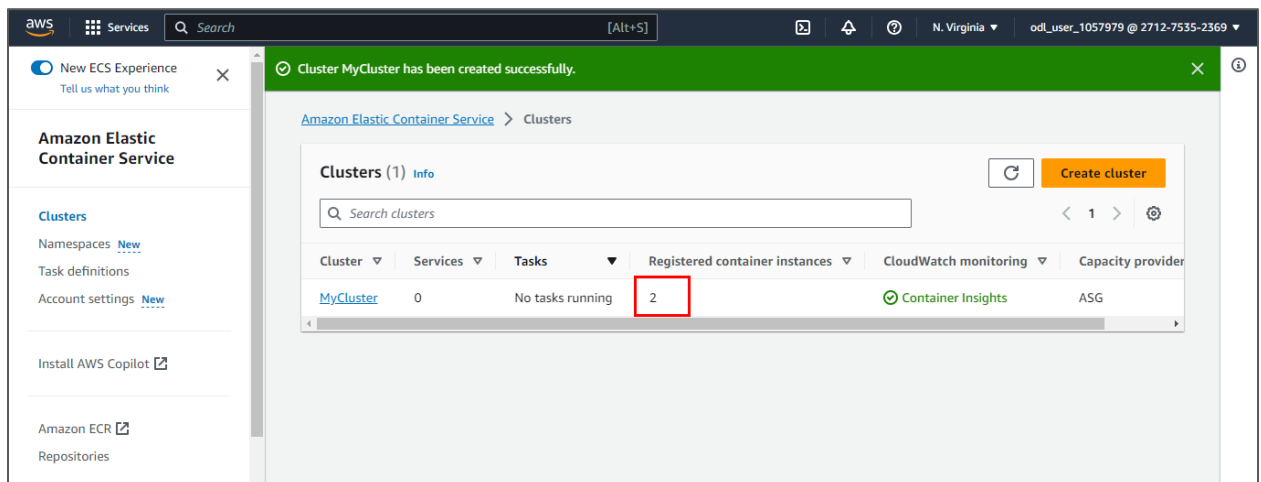 aws Services Search [Alt+S] N. Virginia ▼ odl_user_1057979 @ 2712-7535-2369 ▼
New ECS Experience
Tell us what you think
Amazon Elastic
Container Service
Clusters
Namespaces New
Task definitions
Account settings New
Install AWS Copilot
Amazon ECR
Repositories
Cluster MyCluster has been created successfully.
Amazon Elastic Container Service > Clusters
Clusters (1) Info
Create cluster
Search clusters
< 1 >
Cluster Services Tasks Registered container instances CloudWatch monitoring Capacity provider
MyCluster 0 No tasks running 2 Container Insights ASG